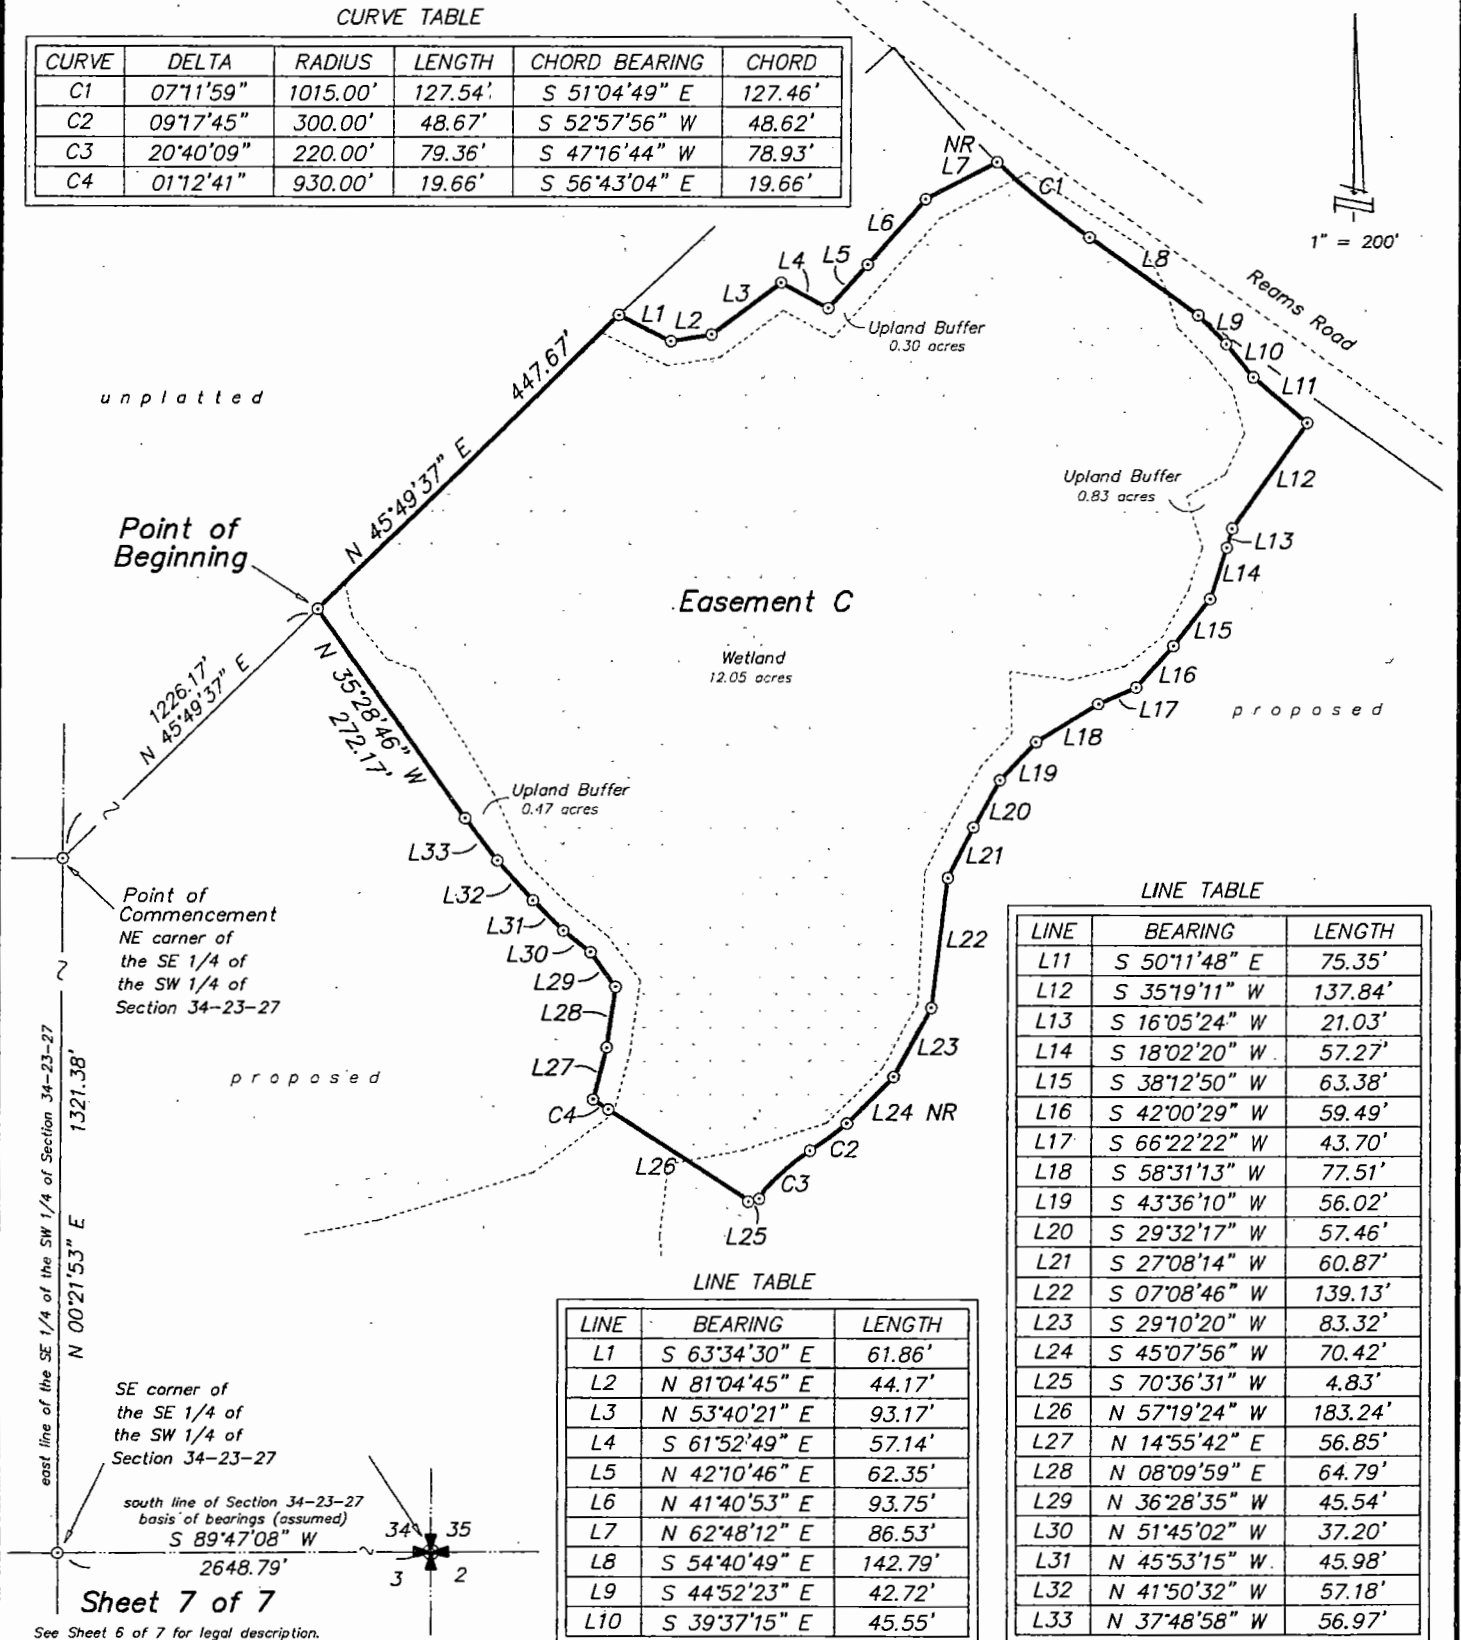 CURVE TABLE
CURVE DELTA RADIUS LENGTH CHORD BEARING CHORD
C1 07°11'59" 1015.00' 127.54' S 51°04'49" E 127.46'
C2 09°17'45" 300.00' 48.67' S 52°57'56" W 48.62'
C3 20°40'09" 220.00' 79.36' S 47°16'44" W 78.93'
C4 01°12'41" 930.00' 19.66' S 56°43'04" E 19.66'
1" = 200'
NR
L7
C1
L6
L8
L4
L5
L3
L1
L2
Upland Buffer
0.30 acres
Reams Road
L9
L10
L11
unplatted
447.67'
N 45°49'37" E
Upland Buffer
0.83 acres
L12
L13
L14
Point of
Beginning
Easement C
Wetland
12.05 acres
L15
L16
L17
proposed
L18
L19
L20
L21
1226.17'
N 45°49'37" E
N 35°28'46" W
272.17'
Upland Buffer
0.47 acres
L33
L32
L31
L30
L29
L28
L27
C4
L22
L23
L24 NR
C2
C3
L26
L25
Point of
Commencement
NE corner of
the SE 1/4 of
the SW 1/4 of
Section 34-23-27
proposed
east line of the SE 1/4 of the SW 1/4 of Section 34-23-27
N 00°21'53" E 1321.38'
LINE TABLE
LINE BEARING LENGTH
L11 S 50°11'48" E 75.35'
L12 S 35°19'11" W 137.84'
L13 S 16°05'24" W 21.03'
L14 S 18°02'20" W 57.27'
L15 S 38°12'50" W 63.38'
L16 S 42°00'29" W 59.49'
L17 S 66°22'22" W 43.70'
L18 S 58°31'13" W 77.51'
L19 S 43°36'10" W 56.02'
L20 S 29°32'17" W 57.46'
L21 S 27°08'14" W 60.87'
L22 S 07°08'46" W 139.13'
L23 S 29°10'20" W 83.32'
L24 S 45°07'56" W 70.42'
L25 S 70°36'31" W 4.83'
L26 N 57°19'24" W 183.24'
L27 N 14°55'42" E 56.85'
L28 N 08°09'59" E 64.79'
L29 N 36°28'35" W 45.54'
L30 N 51°45'02" W 37.20'
L31 N 45°53'15" W 45.98'
L32 N 41°50'32" W 57.18'
L33 N 37°48'58" W 56.97'
LINE TABLE
LINE BEARING LENGTH
L1 S 63°34'30" E 61.86'
L2 N 81°04'45" E 44.17'
L3 N 53°40'21" E 93.17'
L4 S 61°52'49" E 57.14'
L5 N 42°10'46" E 62.35'
L6 N 41°40'53" E 93.75'
L7 N 62°48'12" E 86.53'
L8 S 54°40'49" E 142.79'
L9 S 44°52'23" E 42.72'
L10 S 39°37'15" E 45.55'
SE corner of
the SE 1/4 of
the SW 1/4 of
Section 34-23-27
south line of Section 34-23-27
basis of bearings (assumed)
S 89°47'08" W
2648.79'
34 35
3 2
Sheet 7 of 7
See Sheet 6 of 7 for legal description.